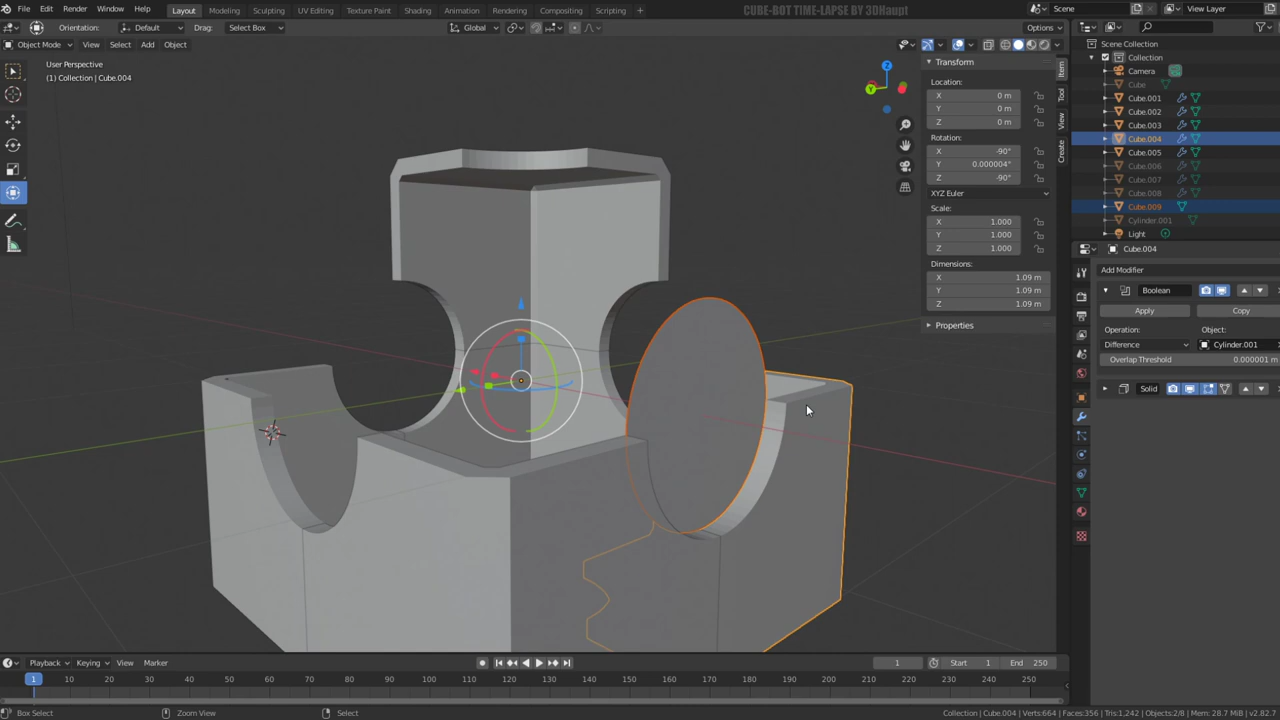 File Edit Render Window Help Layout Modeling Sculpting UV Editing Texture Paint Shading Animation Rendering Compositing Scripting + CUBE-BOT TIME-LAPSE BY 3DHaupt Scene View Layer
Orientation: Default Drag: Select Box Global Options
Object Mode View Select Add Object
Scene Collection
User Perspective
(1) Collection | Cube.004
Z
Y
Transform
Location:
X 0 m
Y 0 m
Z 0 m
Rotation:
X -90°
Y 0.000004°
Z -90°
XYZ Euler
Scale:
X 1.000
Y 1.000
Z 1.000
Dimensions:
X 1.09 m
Y 1.09 m
Z 1.09 m
Properties
Item
Tool
View
Create
Collection
Camera
Cube
Cube.001
Cube.002
Cube.003
Cube.004
Cube.005
Cube.006
Cube.007
Cube.008
Cube.009
Cylinder.001
Light
Cube.004
Add Modifier
Boolean
Apply Copy
Operation: Object:
Difference Cylinder.001
Overlap Threshold 0.000001 m
Solid
Playback Keying View Marker 1 Start 1 End 250
1 10 20 30 40 50 60 70 80 90 100 110 120 130 140 150 160 170 180 190 200 210 220 230 240 250
Box Select Zoom View Select Collection | Cube.004 | Verts:664 | Faces:356 | Tris:1,242 | Objects:2/8 | Mem: 28.7 MiB | v2.82.7